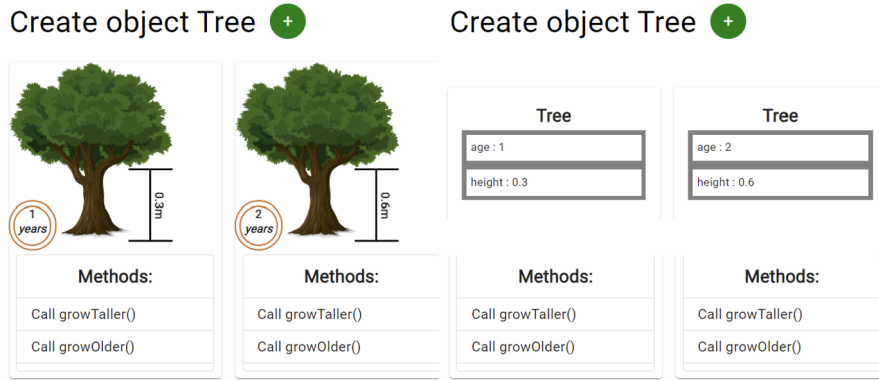 Create object Tree +
0.3m
1
years
Methods:
Call growTaller()
Call growOlder()
0.6m
2
years
Methods:
Call growTaller()
Call growOlder()
Create object Tree +
Tree
age : 1
height : 0.3
Methods:
Call growTaller()
Call growOlder()
Tree
age : 2
height : 0.6
Methods:
Call growTaller()
Call growOlder()